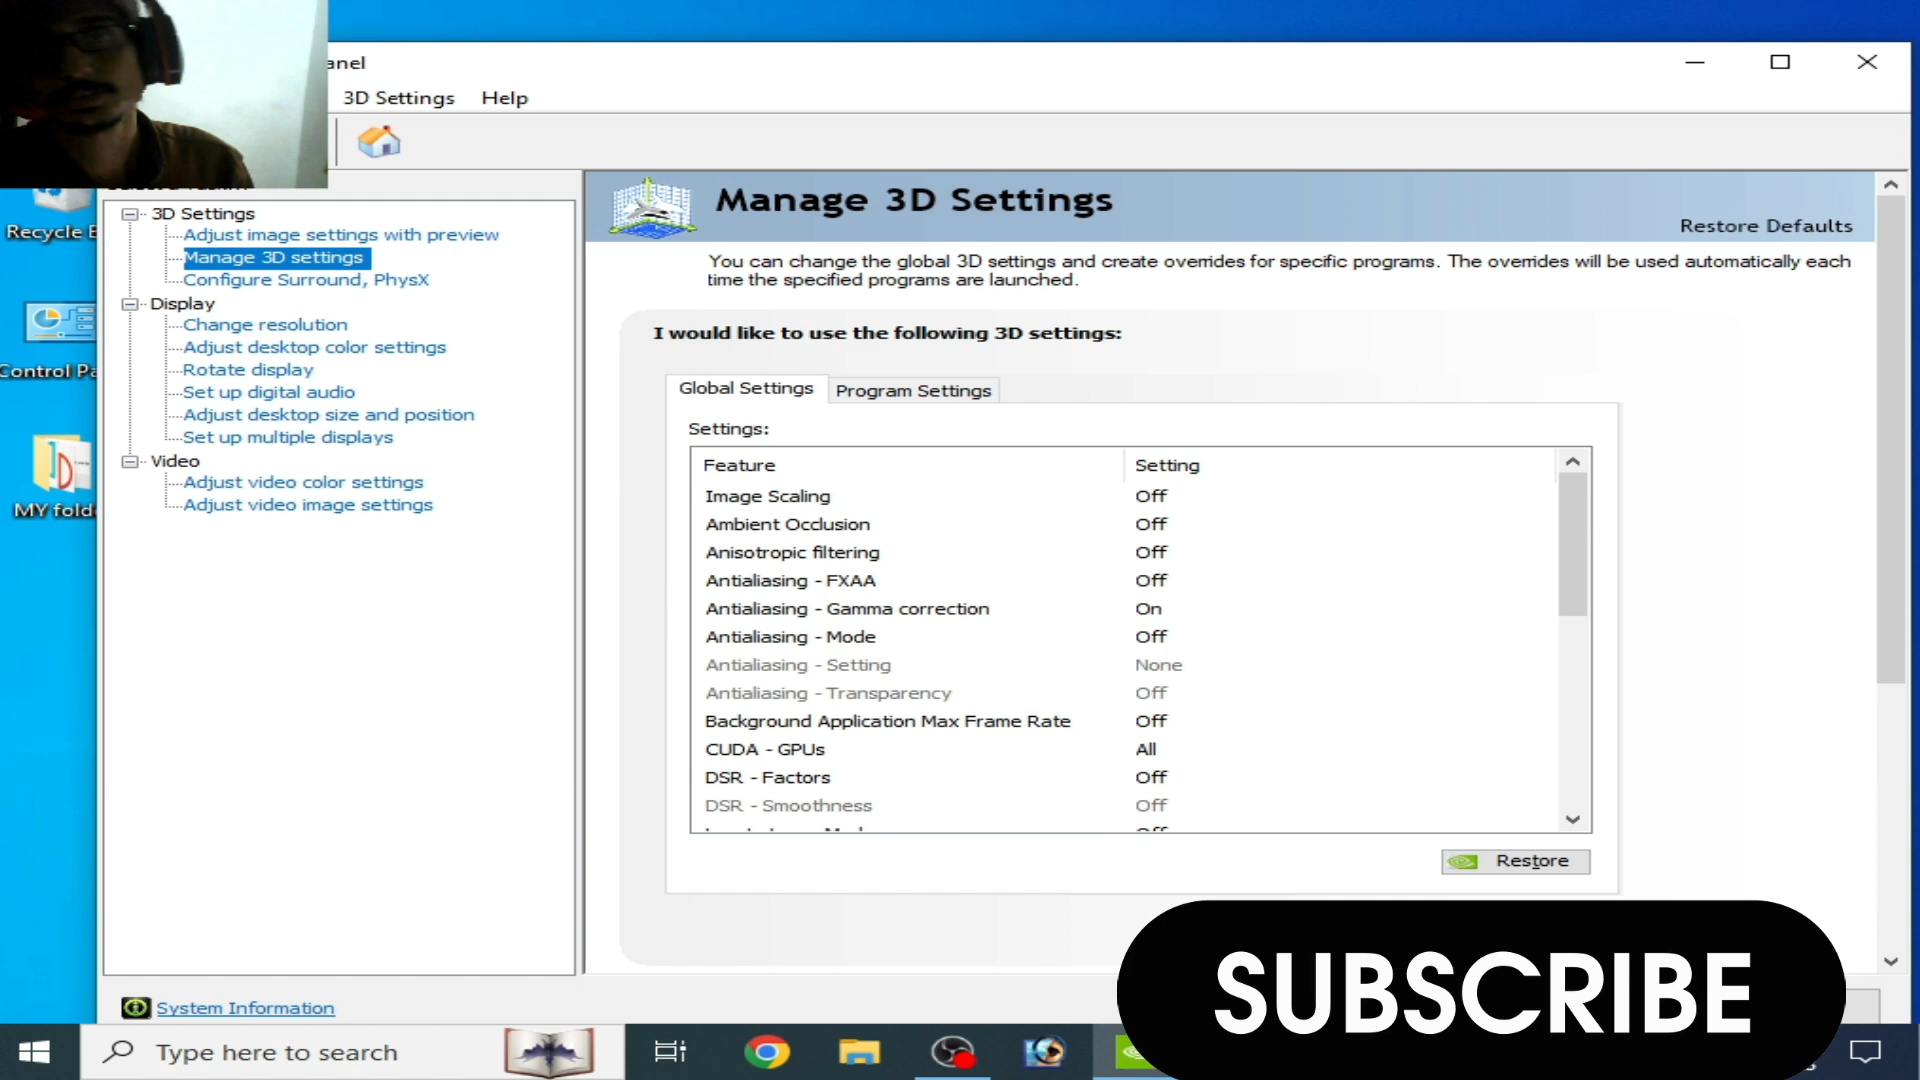 anel
3D Settings Help
Recycle B
Control Pa
MY fold
3D Settings
Adjust image settings with preview
Manage 3D settings
Configure Surround, PhysX
Display
Change resolution
Adjust desktop color settings
Rotate display
Set up digital audio
Adjust desktop size and position
Set up multiple displays
Video
Adjust video color settings
Adjust video image settings
System Information
Manage 3D Settings
Restore Defaults
You can change the global 3D settings and create overrides for specific programs. The overrides will be used automatically each
time the specified programs are launched.
I would like to use the following 3D settings:
Global Settings Program Settings
Settings:
Feature Setting
Image Scaling Off
Ambient Occlusion Off
Anisotropic filtering Off
Antialiasing - FXAA Off
Antialiasing - Gamma correction On
Antialiasing - Mode Off
Antialiasing - Setting None
Antialiasing - Transparency Off
Background Application Max Frame Rate Off
CUDA - GPUs All
DSR - Factors Off
DSR - Smoothness Off
Restore
SUBSCRIBE
Type here to search